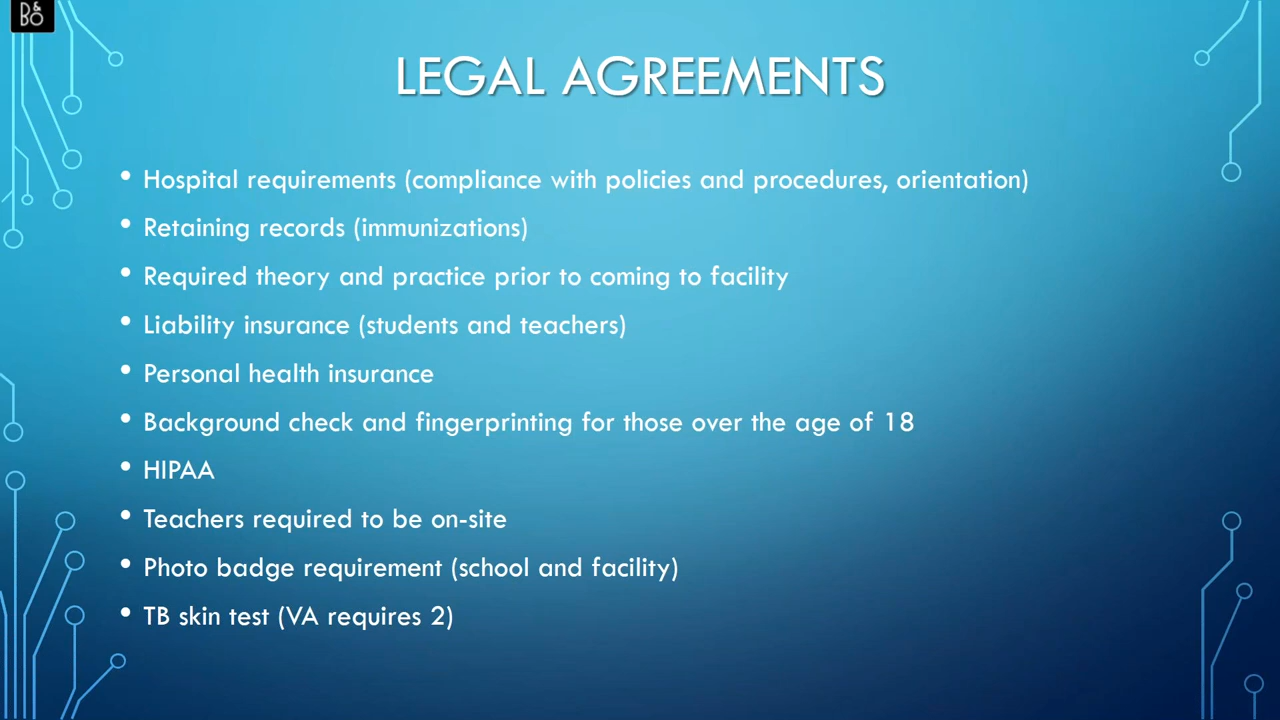 B&O
LEGAL AGREEMENTS
• Hospital requirements (compliance with policies and procedures, orientation)
• Retaining records (immunizations)
• Required theory and practice prior to coming to facility
• Liability insurance (students and teachers)
• Personal health insurance
• Background check and fingerprinting for those over the age of 18
• HIPAA
• Teachers required to be on-site
• Photo badge requirement (school and facility)
• TB skin test (VA requires 2)